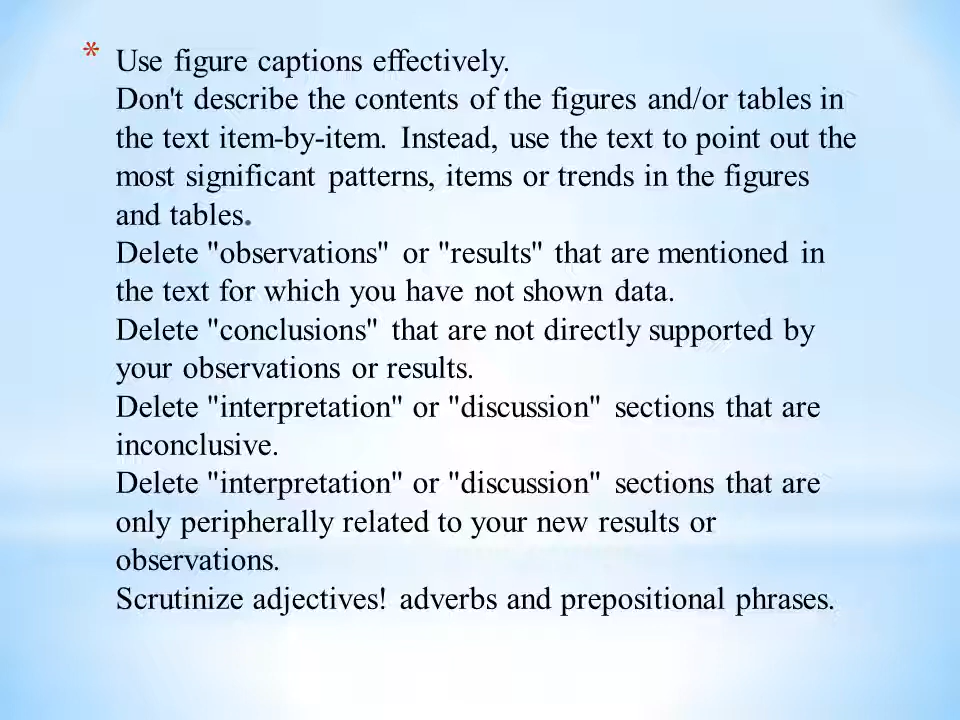 * Use figure captions effectively.
Don't describe the contents of the figures and/or tables in
the text item-by-item. Instead, use the text to point out the
most significant patterns, items or trends in the figures
and tables.
Delete "observations" or "results" that are mentioned in
the text for which you have not shown data.
Delete "conclusions" that are not directly supported by
your observations or results.
Delete "interpretation" or "discussion" sections that are
inconclusive.
Delete "interpretation" or "discussion" sections that are
only peripherally related to your new results or
observations.
Scrutinize adjectives! adverbs and prepositional phrases.